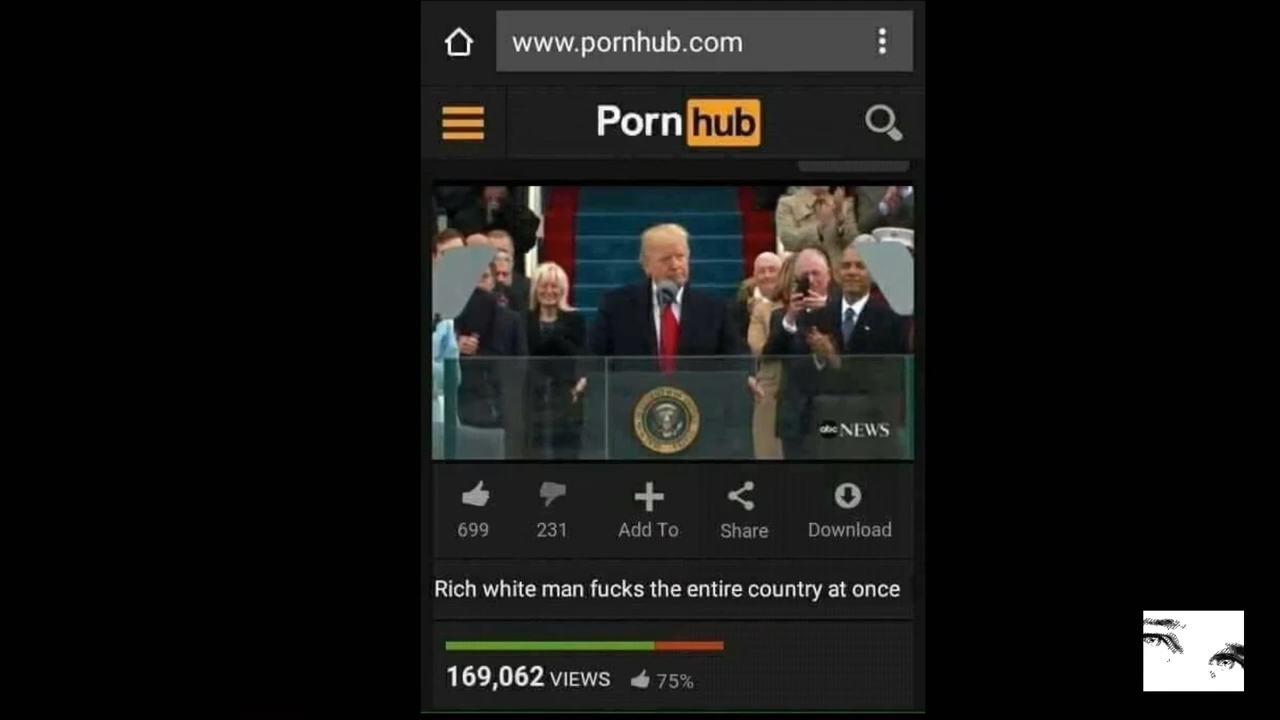 www.pornhub.com
Porn hub
abc NEWS
699
231
Add To
Share
Download
Rich white man fucks the entire country at once
169,062 VIEWS
75%